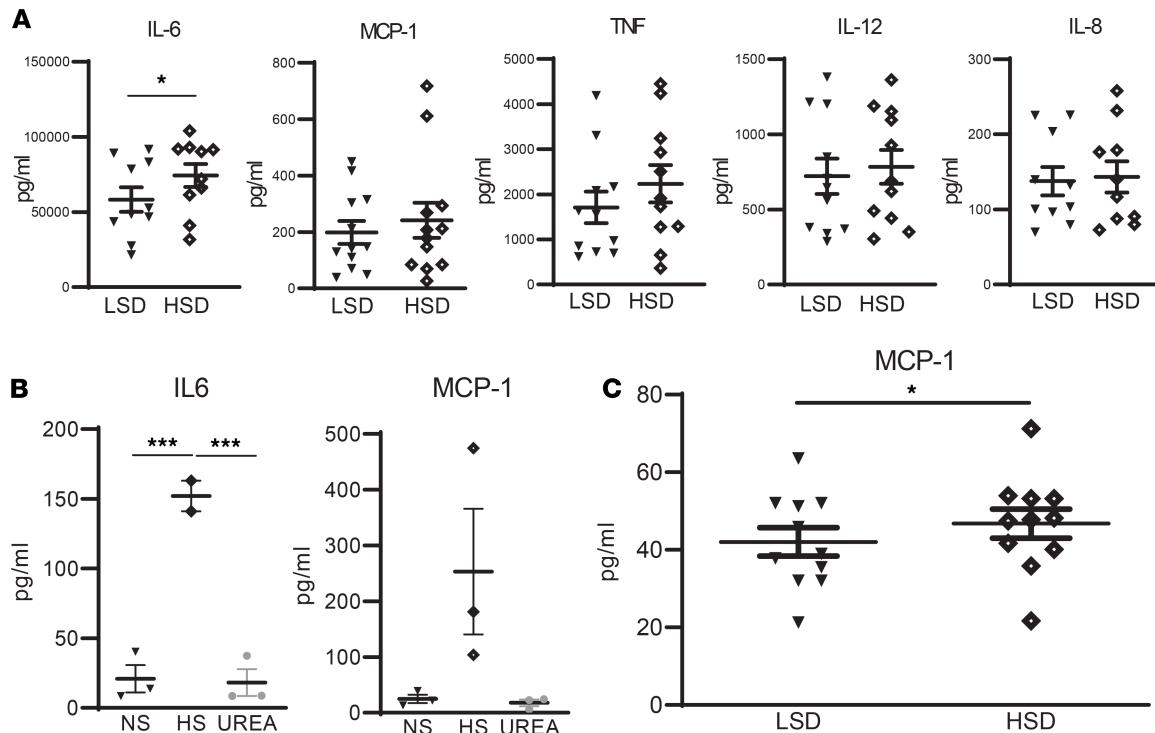 A
IL-6
MCP-1
TNF
IL-12
IL-8
150000
100000
50000
0
pg/ml
*
LSD HSD
800
600
400
200
0
pg/ml
LSD HSD
5000
4000
3000
2000
1000
0
pg/ml
LSD HSD
1500
1000
500
0
pg/ml
LSD HSD
300
200
100
0
pg/ml
LSD HSD
B
IL6
200
150
100
50
0
pg/ml
*** ***
NS HS UREA
MCP-1
500
400
300
200
100
0
pg/ml
NS HS UREA
C
MCP-1
80
60
40
20
0
pg/ml
*
LSD HSD